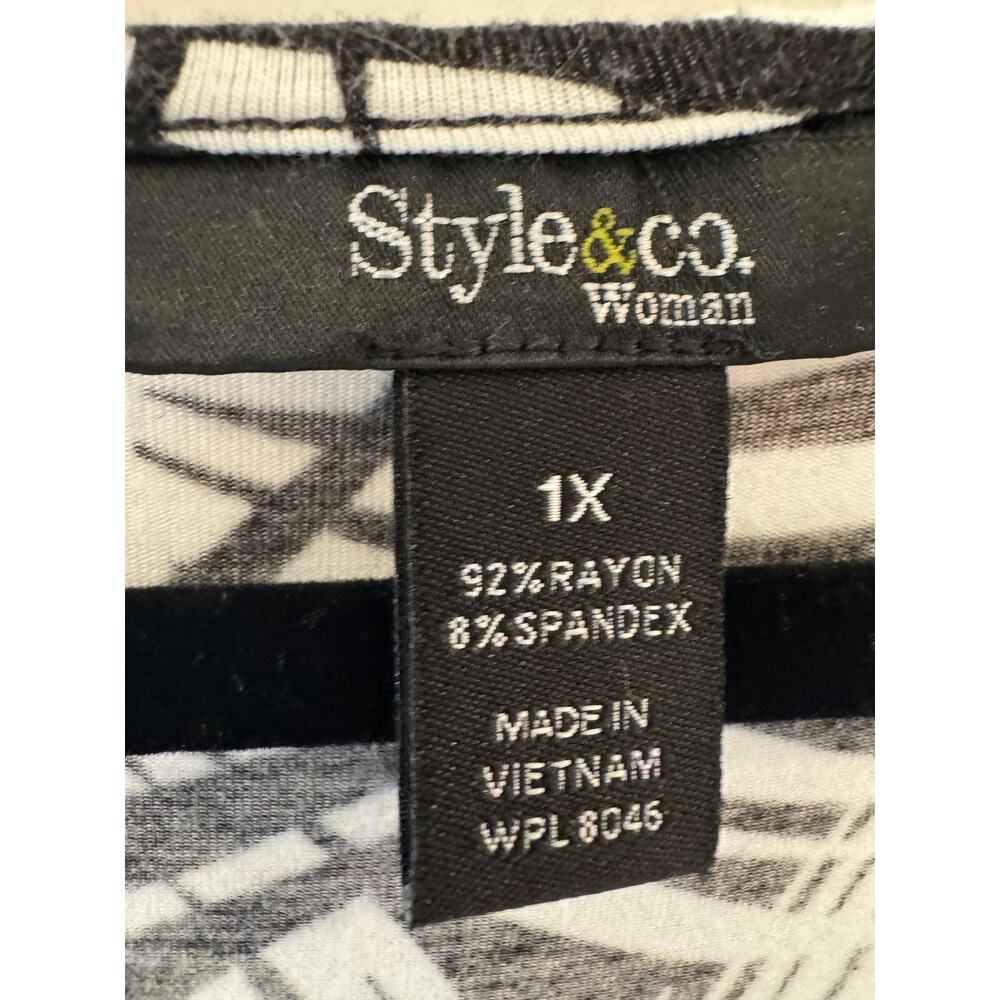 Style&co.
Woman
1X
92%RAYON
8%SPANDEX
MADE IN
VIETNAM
WPL 8046